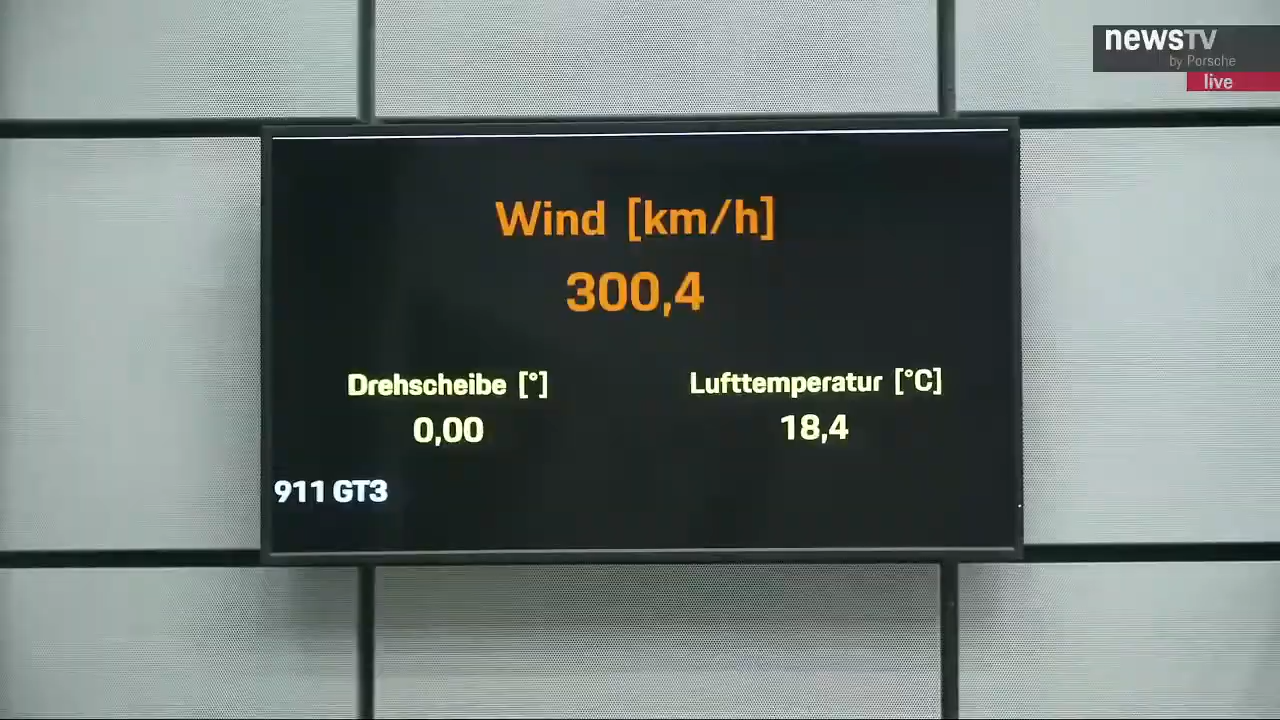 newsTV
by Porsche
live
Wind [km/h]
300,4
Drehscheibe [°]
Lufttemperatur [°C]
0,00
18,4
911 GT3